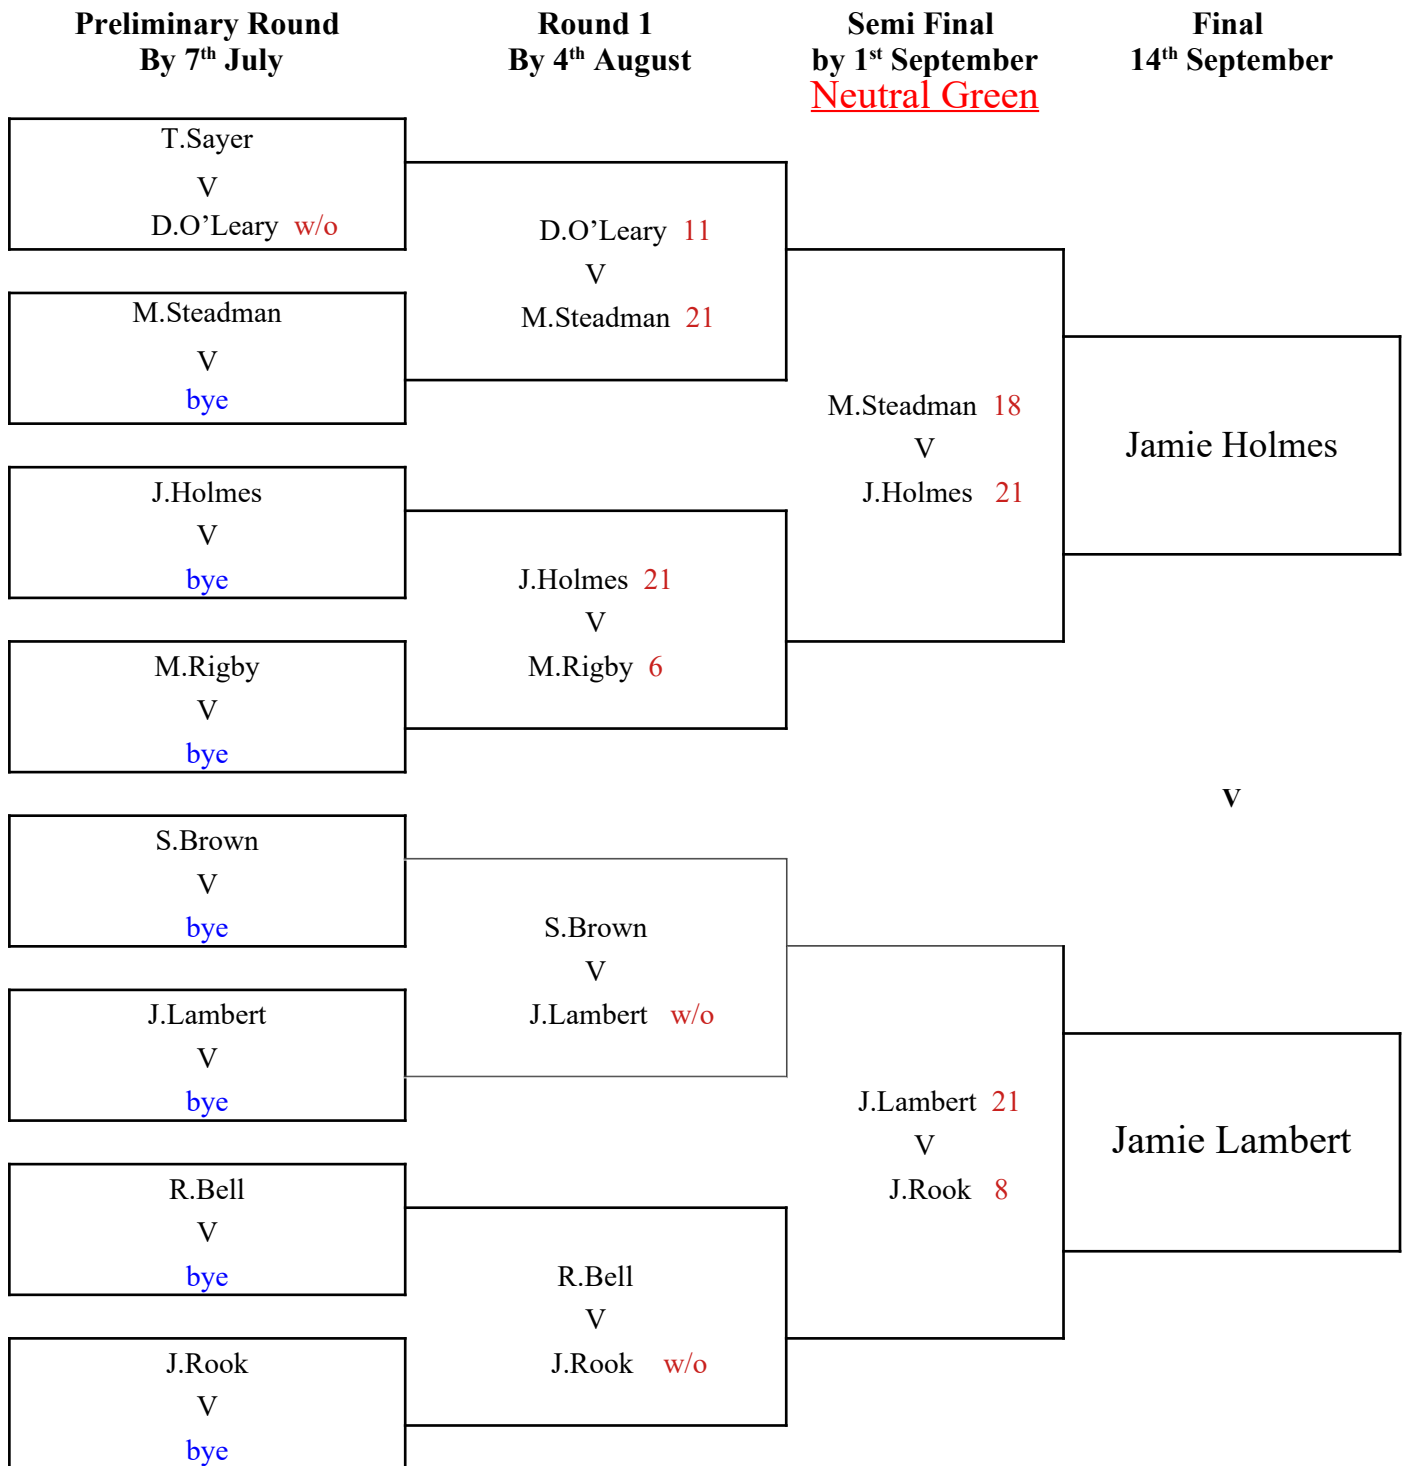 Preliminary Round
By 7th July
Round 1
By 4th August
Semi Final
by 1st September
Neutral Green
Final
14th September
T.Sayer
V
D.O’Leary w/o
M.Steadman
V
bye
J.Holmes
V
bye
M.Rigby
V
bye
S.Brown
V
bye
J.Lambert
V
bye
R.Bell
V
bye
J.Rook
V
bye
D.O’Leary 11
V
M.Steadman 21
J.Holmes 21
V
M.Rigby 6
S.Brown
V
J.Lambert w/o
R.Bell
V
J.Rook w/o
M.Steadman 18
V
J.Holmes 21
J.Lambert 21
V
J.Rook 8
Jamie Holmes
V
Jamie Lambert